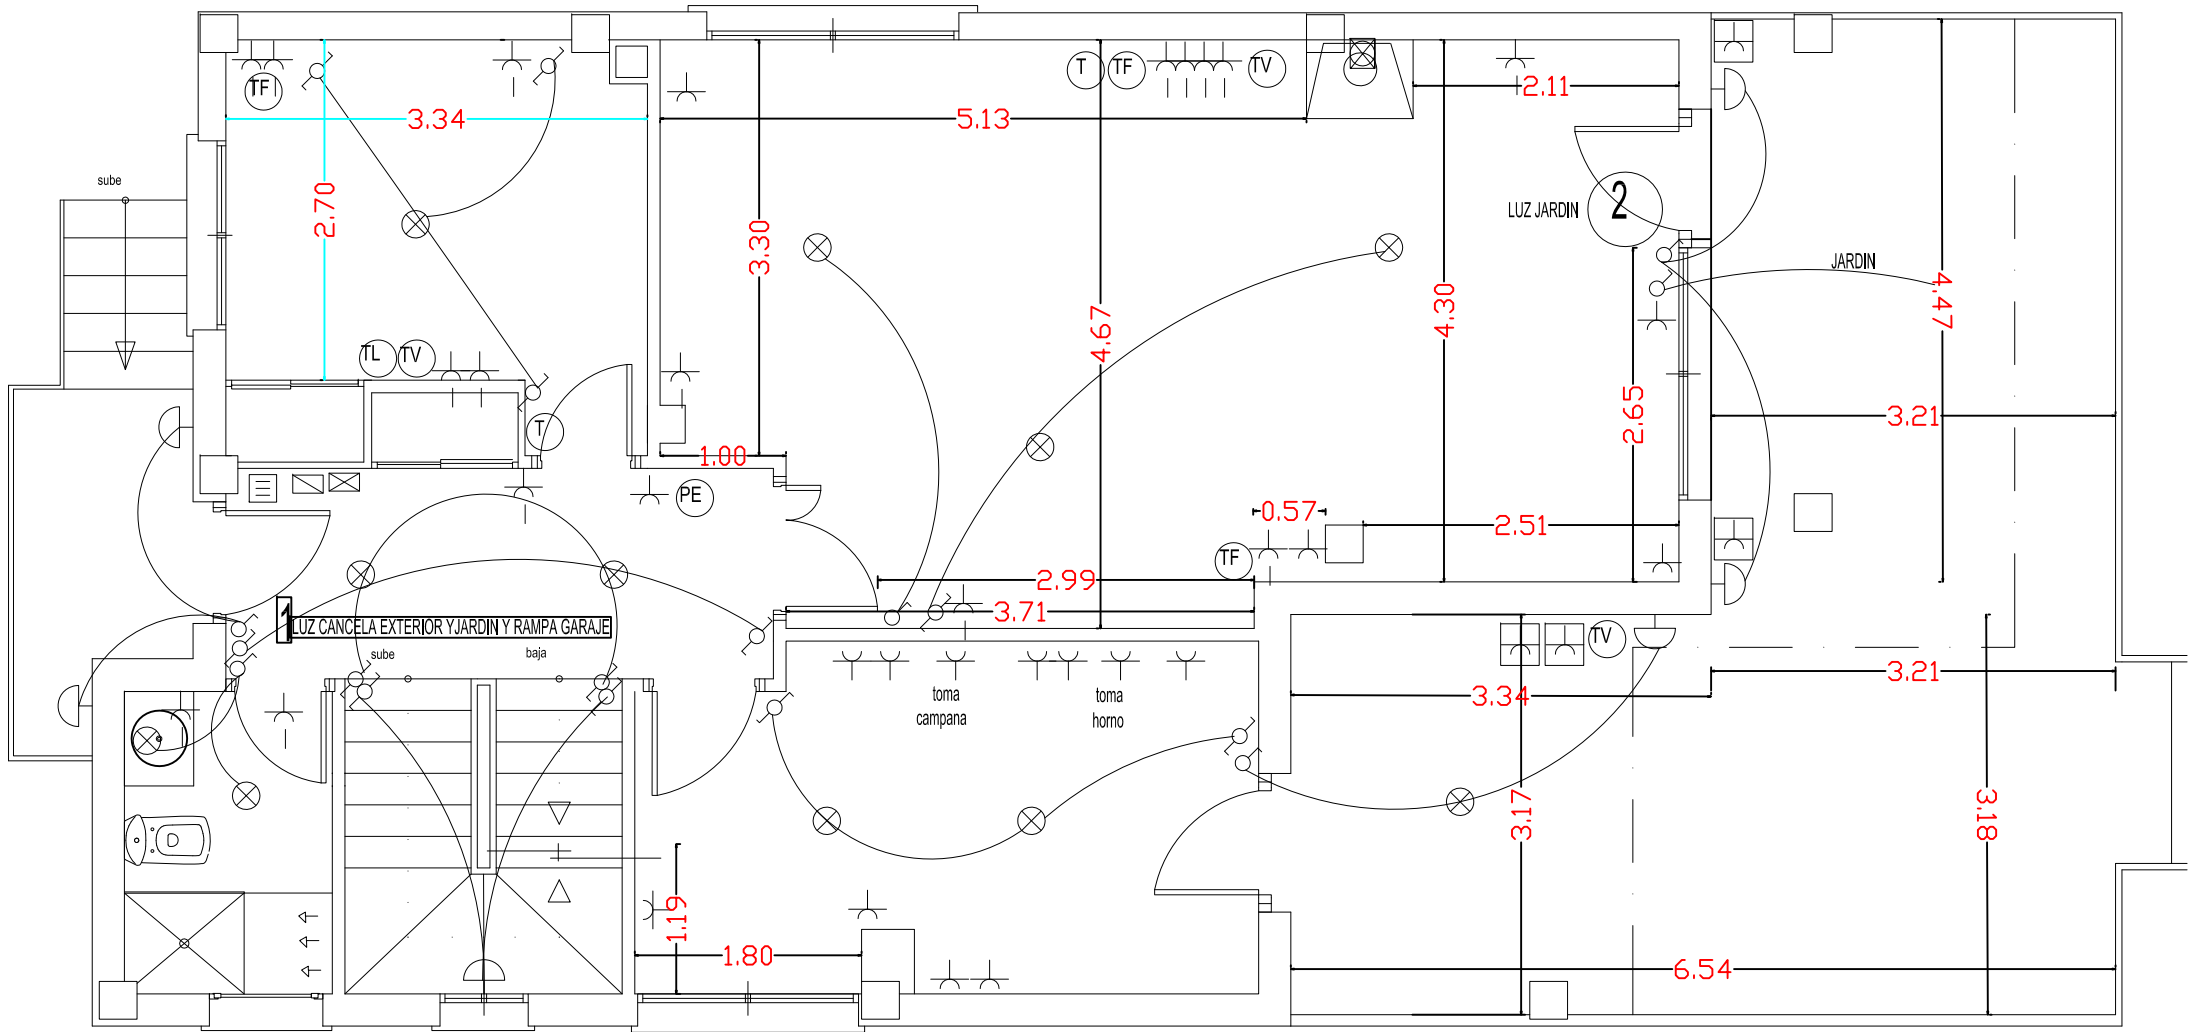 T
TF
TV
TF
2.11
3.34
5.13
sube
2.70
2
LUZ JARDIN
3.30
JARDIN
4.30
4.47
4.67
TL
TV
2.65
3.21
T
1.00
PE
0.57
2.51
TF
2.99
3.71
1
LUZ CANCELA EXTERIOR YJARDIN Y RAMPA GARAJE
TV
sube
baja
3.21
toma
campana
toma
horno
3.34
3.17
3.18
1.19
1.80
6.54